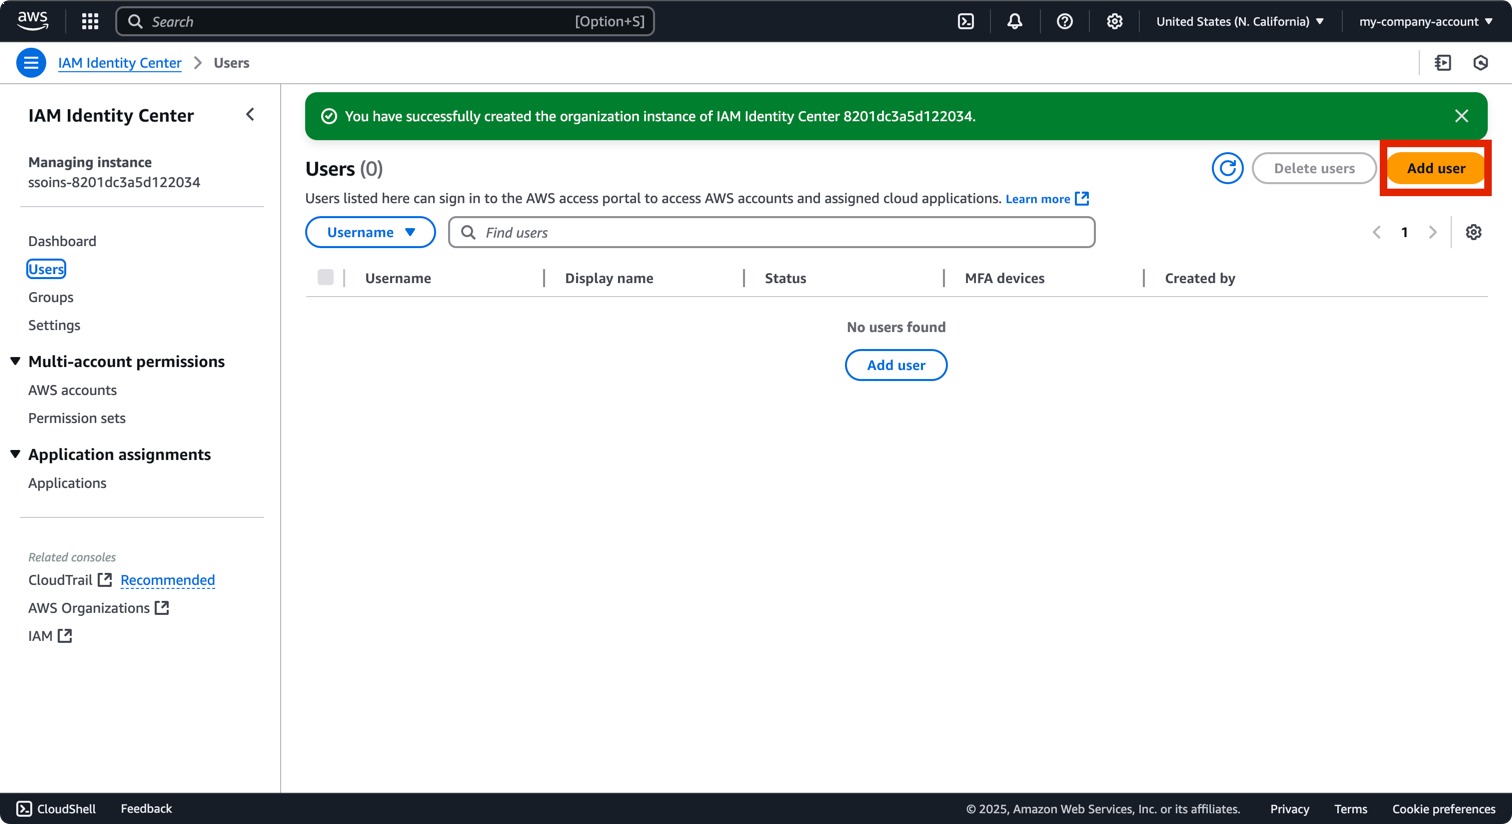 aws
Search [Option+S]
United States (N. California) my-company-account
IAM Identity Center Users
IAM Identity Center
Managing instance
ssoins-8201dc3a5d122034
Dashboard
Users
Groups
Settings
Multi-account permissions
AWS accounts
Permission sets
Application assignments
Applications
Related consoles
CloudTrail Recommended
AWS Organizations
IAM
You have successfully created the organization instance of IAM Identity Center 8201dc3a5d122034.
Users (0)
Delete users
Add user
Users listed here can sign in to the AWS access portal to access AWS accounts and assigned cloud applications. Learn more
Username
Find users
1
Username Display name Status MFA devices Created by
No users found
Add user
CloudShell Feedback
© 2025, Amazon Web Services, Inc. or its affiliates. Privacy Terms Cookie preferences